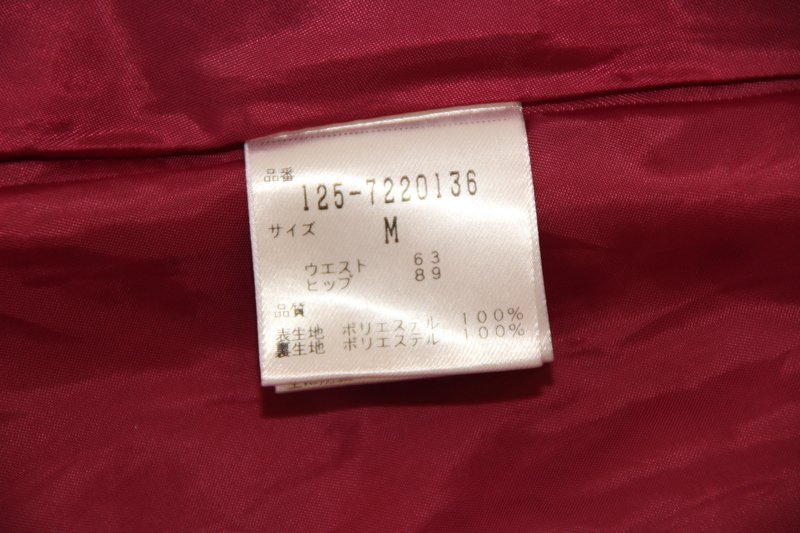 品番
125-7220136
サイズ M
ウエスト 63
ヒップ 89
品質
表生地 ポリエステル 100%
裏生地 ポリエステル 100%